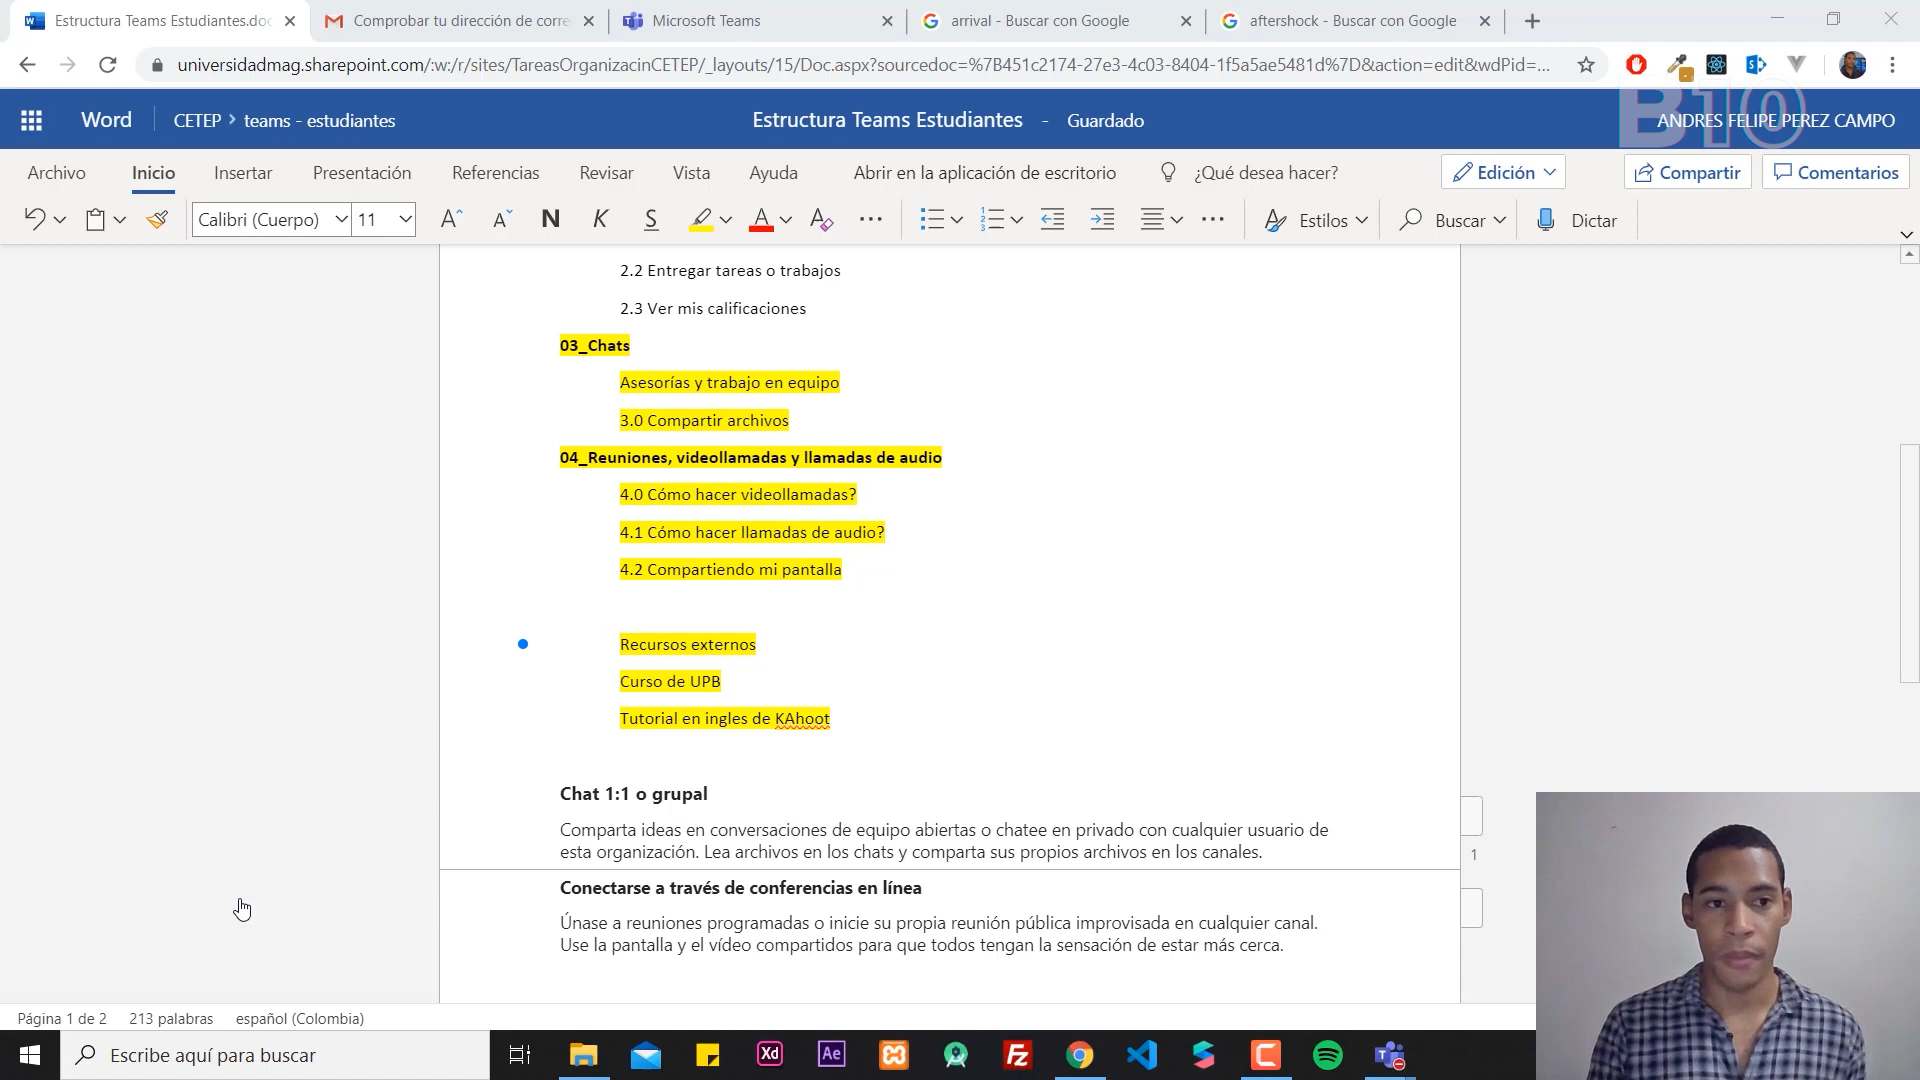 Estructura Teams Estudiantes.doc
Comprobar tu dirección de corre
Microsoft Teams
arrival - Buscar con Google
aftershock - Buscar con Google
universidadmag.sharepoint.com/:w:/r/sites/TareasOrganizacinCETEP/_layouts/15/Doc.aspx?sourcedoc=%7B451c2174-27e3-4c03-8404-1f5a5ae5481d%7D&action=edit&wdPid=...
B10
Word CETEP > teams - estudiantes Estructura Teams Estudiantes - Guardado ANDRES FELIPE PEREZ CAMPO
Archivo Inicio Insertar Presentación Referencias Revisar Vista Ayuda Abrir en la aplicación de escritorio ¿Qué desea hacer? Edición Compartir Comentarios
Calibri (Cuerpo) 11 A A N K S A A Estilos Buscar Dictar
2.2 Entregar tareas o trabajos
2.3 Ver mis calificaciones
03_Chats
Asesorías y trabajo en equipo
3.0 Compartir archivos
04_Reuniones, videollamadas y llamadas de audio
4.0 Cómo hacer videollamadas?
4.1 Cómo hacer llamadas de audio?
4.2 Compartiendo mi pantalla
Recursos externos
Curso de UPB
Tutorial en ingles de KAhoot
Chat 1:1 o grupal
Comparta ideas en conversaciones de equipo abiertas o chatee en privado con cualquier usuario de
esta organización. Lea archivos en los chats y comparta sus propios archivos en los canales.
1
Conectarse a través de conferencias en línea
Únase a reuniones programadas o inicie su propia reunión pública improvisada en cualquier canal.
Use la pantalla y el vídeo compartidos para que todos tengan la sensación de estar más cerca.
Página 1 de 2 213 palabras español (Colombia)
Escribe aquí para buscar
Xd Ae Fz